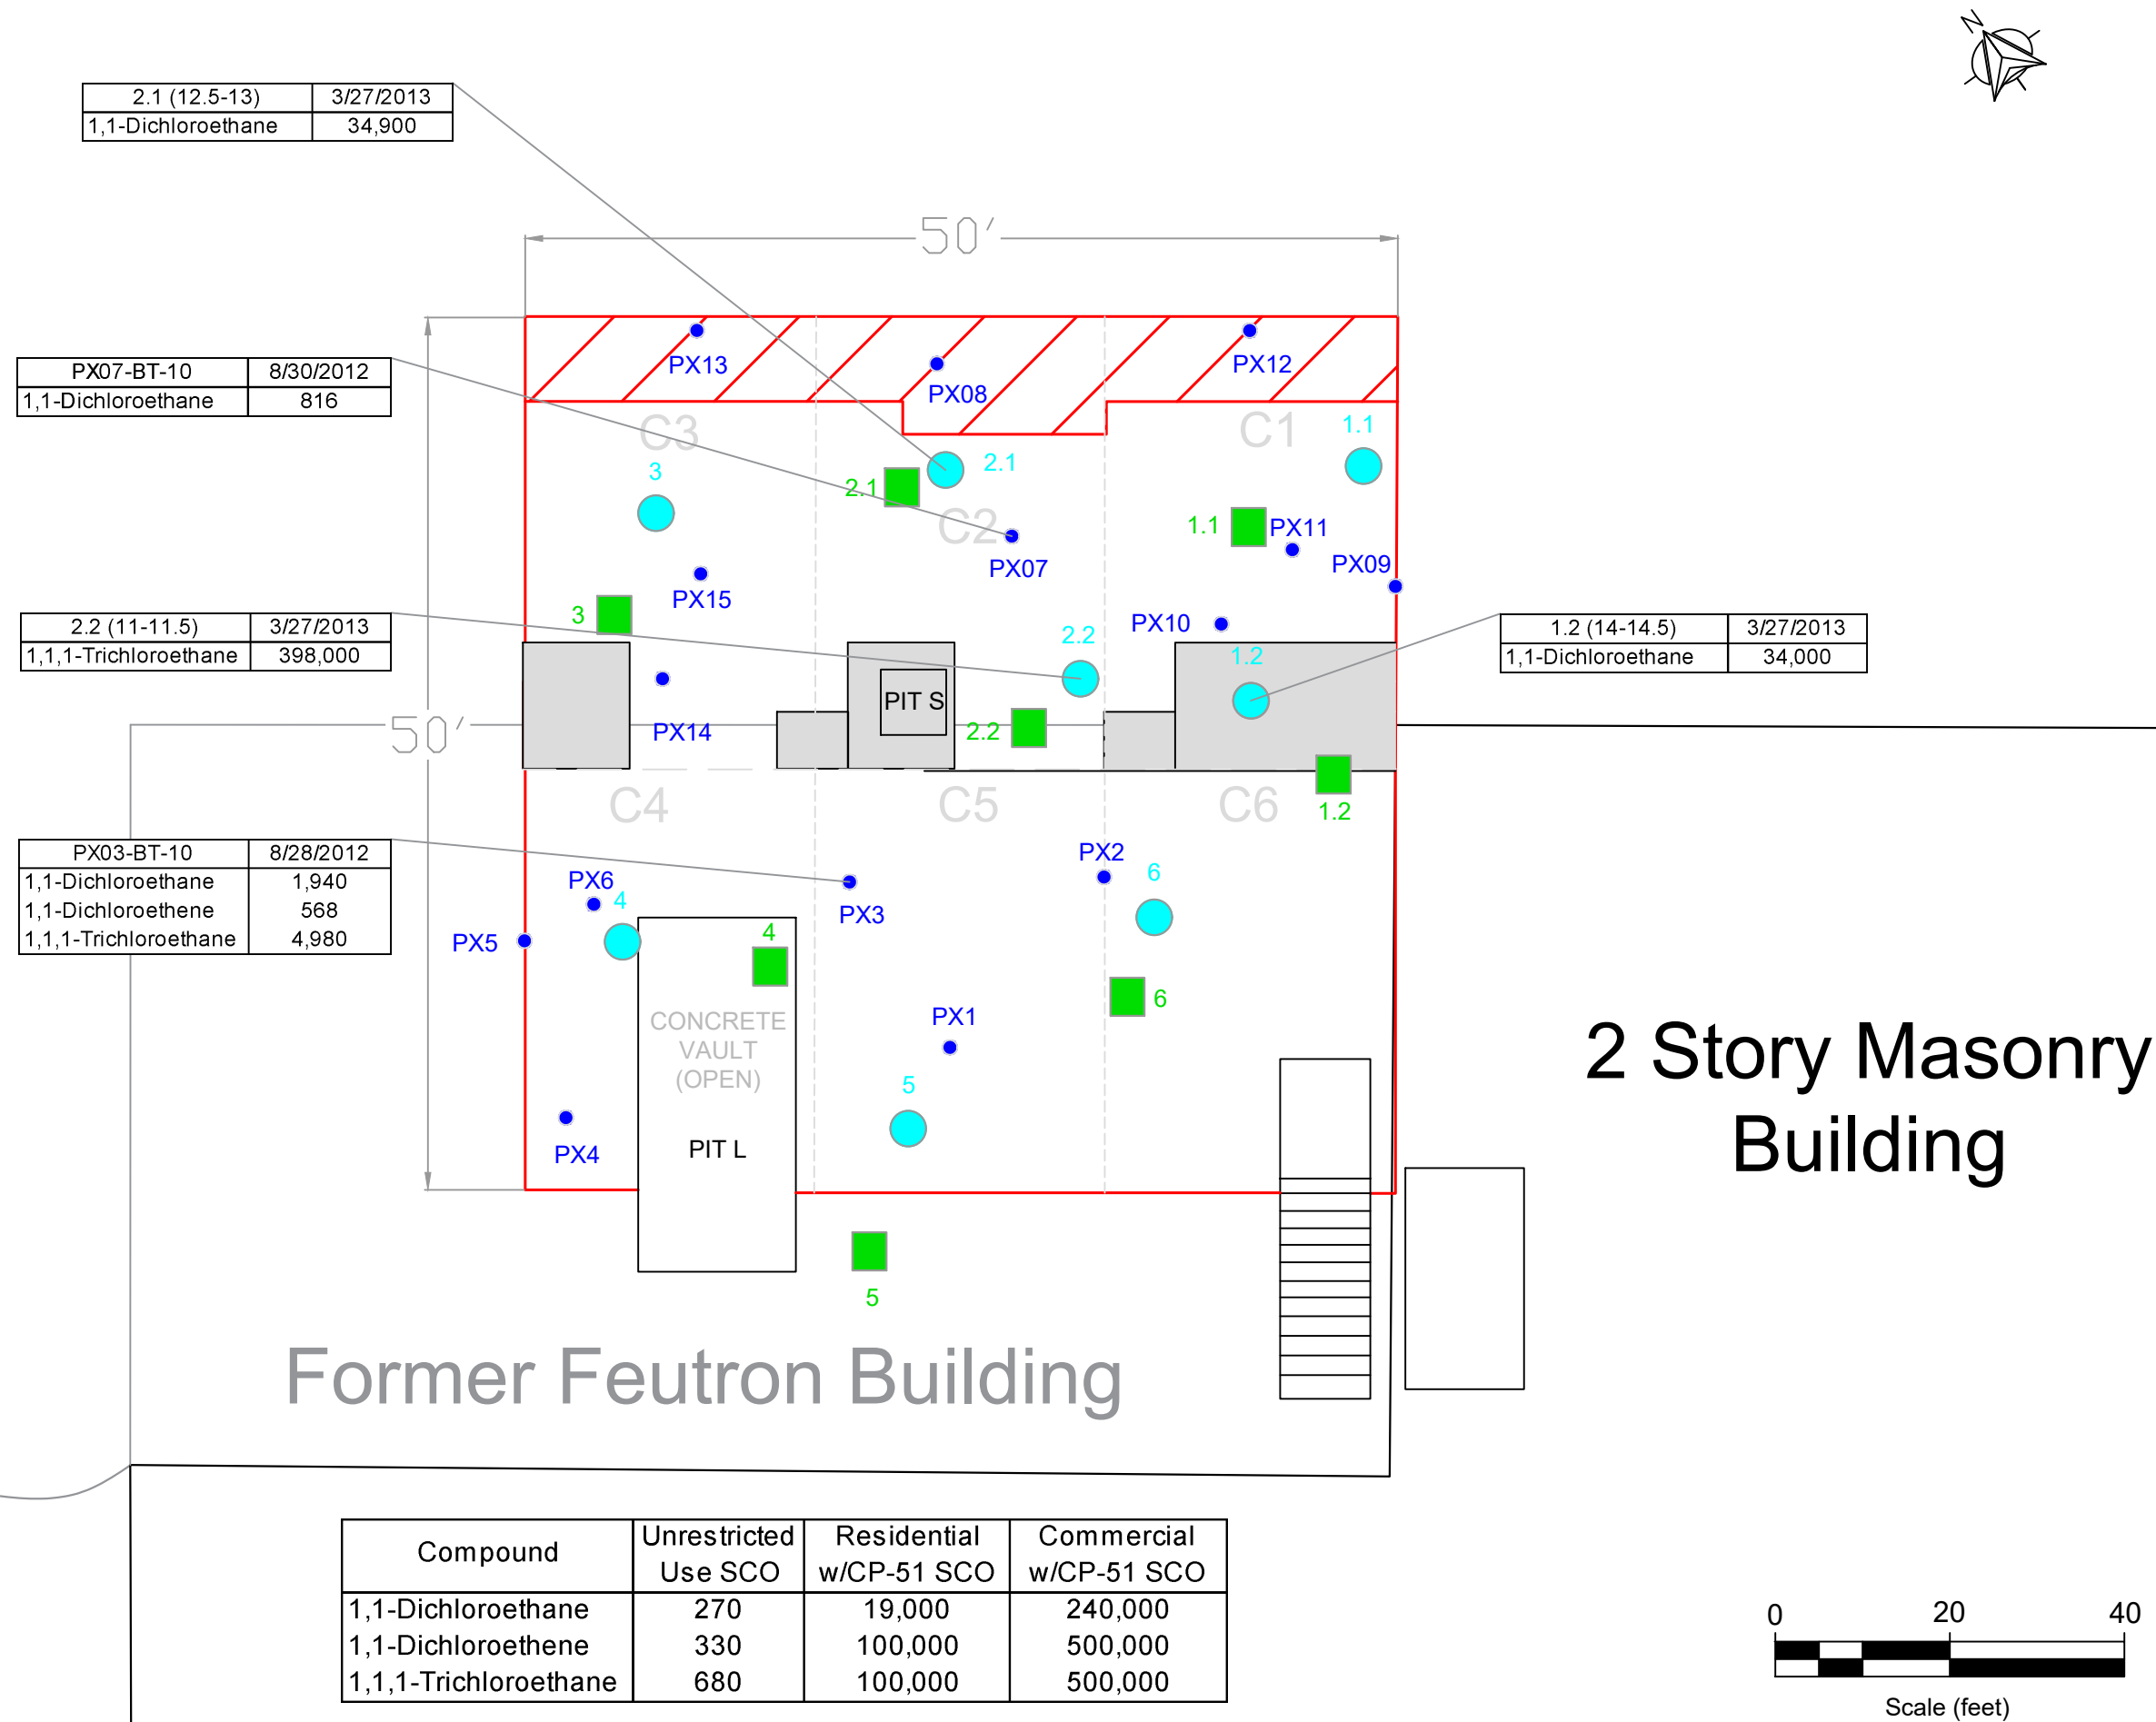 N
2.1 (12.5-13) 3/27/2013
1,1-Dichloroethane 34,900
50'
PX13
PX12
PX08
PX07-BT-10 8/30/2012
1,1-Dichloroethane 816
C3
C1
1.1
3
2.1
2.1
C2
1.1
PX11
PX07
PX09
PX15
3
PX10
2.2 (11-11.5) 3/27/2013
1,1,1-Trichloroethane 398,000
2.2
1.2
1.2 (14-14.5) 3/27/2013
1,1-Dichloroethane 34,000
PIT S
50'
PX14
2.2
C4
C5
C6
1.2
PX03-BT-10 8/28/2012
1,1-Dichloroethane 1,940
1,1-Dichloroethene 568
1,1,1-Trichloroethane 4,980
PX2
PX6
4
6
PX3
PX5
4
6
CONCRETE
VAULT
(OPEN)
PX1
5
PIT L
PX4
2 Story Masonry
Building
5
Former Feutron Building
Compound Unrestricted Use SCO Residential w/CP-51 SCO Commercial w/CP-51 SCO
1,1-Dichloroethane 270 19,000 240,000
1,1-Dichloroethene 330 100,000 500,000
1,1,1-Trichloroethane 680 100,000 500,000
0 20 40
Scale (feet)